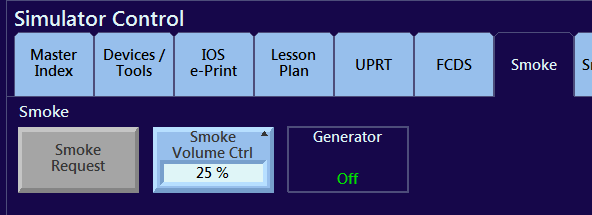 Simulator Control
Master
Index
Devices /
Tools
IOS
e-Print
Lesson
Plan
UPRT
FCDS
Smoke
Smoke
Smoke
Request
Smoke
Volume Ctrl
25 %
Generator
Off